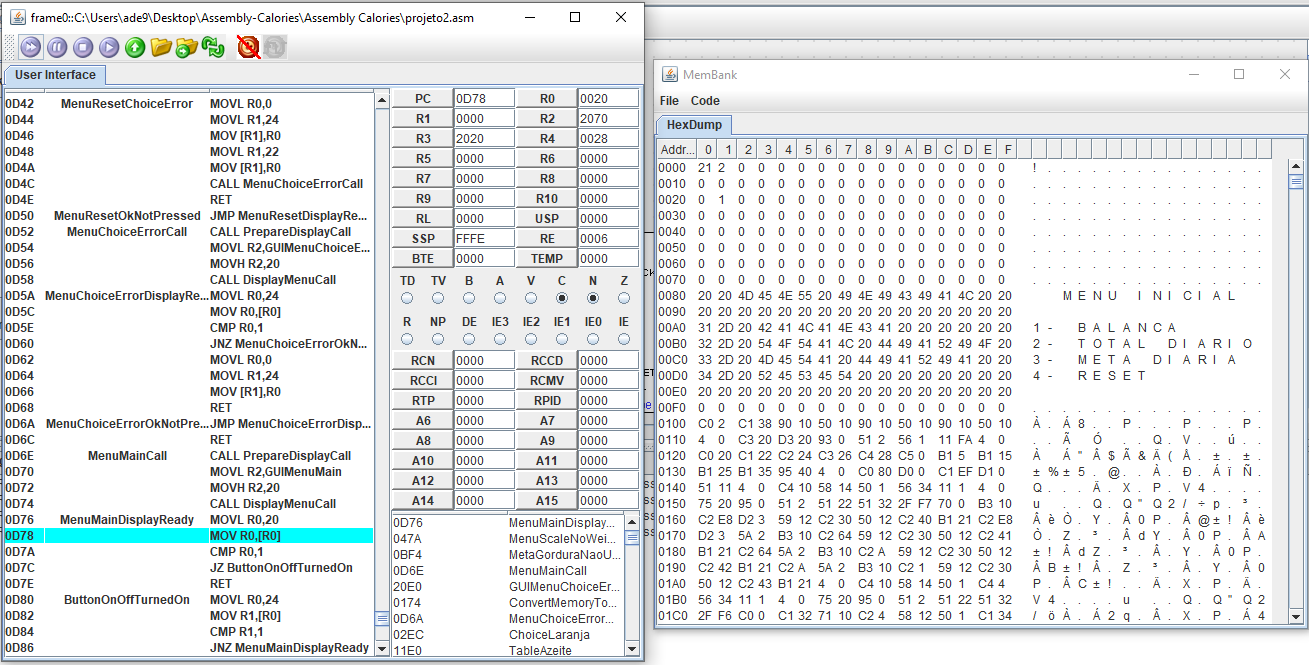 frame0::C:\Users\ade9\Desktop\Assembly-Calories\Assembly Calories\projeto2.asm
User Interface
0D42 MenuResetChoiceError MOVL R0,0
0D44 MOVL R1,24
0D46 MOV [R1],R0
0D48 MOVL R1,22
0D4A MOV [R1],R0
0D4C CALL MenuChoiceErrorCall
0D4E RET
0D50 MenuResetOkNotPressed JMP MenuResetDisplayRe...
0D52 MenuChoiceErrorCall CALL PrepareDisplayCall
0D54 MOVL R2,GUIMenuChoiceE...
0D56 MOVH R2,20
0D58 CALL DisplayMenuCall
0D5A MenuChoiceErrorDisplayRe... MOVL R0,24
0D5C MOV R0,[R0]
0D5E CMP R0,1
0D60 JNZ MenuChoiceErrorOkN...
0D62 MOVL R0,0
0D64 MOVL R1,24
0D66 MOV [R1],R0
0D68 RET
0D6A MenuChoiceErrorOkNotPre... JMP MenuChoiceErrorDisp...
0D6C RET
0D6E MenuMainCall CALL PrepareDisplayCall
0D70 MOVL R2,GUIMenuMain
0D72 MOVH R2,20
0D74 CALL DisplayMenuCall
0D76 MenuMainDisplayReady MOVL R0,20
0D78 MOV R0,[R0]
0D7A CMP R0,1
0D7C JZ ButtonOnOffTurnedOn
0D7E RET
0D80 ButtonOnOffTurnedOn MOVL R0,24
0D82 MOV R1,[R0]
0D84 CMP R1,1
0D86 JNZ MenuMainDisplayReady
PC 0D78 R0 0020
R1 0000 R2 2070
R3 2020 R4 0028
R5 0000 R6 0000
R7 0000 R8 0000
R9 0000 R10 0000
RL 0000 USP 0000
SSP FFFE RE 0006
BTE 0000 TEMP 0000
TD TV B A V C N Z
R NP DE IE3 IE2 IE1 IE0 IE
RCN 0000 RCCD 0000
RCCI 0000 RCMV 0000
RTP 0000 RPID 0000
A6 0000 A7 0000
A8 0000 A9 0000
A10 0000 A11 0000
A12 0000 A13 0000
A14 0000 A15 0000
0D76 MenuMainDisplay...
047A MenuScaleNoWei...
0BF4 MetaGorduraNaoU...
0D6E MenuMainCall
20E0 GUIMenuChoiceEr...
0174 ConvertMemoryTo...
0D6A MenuChoiceError...
02EC ChoiceLaranja
11E0 TableAzeite
MemBank
File Code
HexDump
Addr... 0 1 2 3 4 5 6 7 8 9 A B C D E F
0000 21 2 0 0 0 0 0 0 0 0 0 0 0 0 0 0 ! . . . . . . . . . . . . . . .
0010 0 0 0 0 0 0 0 0 0 0 0 0 0 0 0 0 . . . . . . . . . . . . . . . .
0020 0 1 0 0 0 0 0 0 0 0 0 0 0 0 0 0 . . . . . . . . . . . . . . . .
0030 0 0 0 0 0 0 0 0 0 0 0 0 0 0 0 0 . . . . . . . . . . . . . . . .
0040 0 0 0 0 0 0 0 0 0 0 0 0 0 0 0 0 . . . . . . . . . . . . . . . .
0050 0 0 0 0 0 0 0 0 0 0 0 0 0 0 0 0 . . . . . . . . . . . . . . . .
0060 0 0 0 0 0 0 0 0 0 0 0 0 0 0 0 0 . . . . . . . . . . . . . . . .
0070 0 0 0 0 0 0 0 0 0 0 0 0 0 0 0 0 . . . . . . . . . . . . . . . .
0080 20 20 4D 45 4E 55 20 49 4E 49 43 49 41 4C 20 20 M E N U I N I C I A L
0090 20 20 20 20 20 20 20 20 20 20 20 20 20 20 20 20
00A0 31 2D 20 42 41 4C 41 4E 43 41 20 20 20 20 20 20 1 - B A L A N C A
00B0 32 2D 20 54 4F 54 41 4C 20 44 49 41 52 49 4F 20 2 - T O T A L D I A R I O
00C0 33 2D 20 4D 45 54 41 20 44 49 41 52 49 41 20 20 3 - M E T A D I A R I A
00D0 34 2D 20 52 45 53 45 54 20 20 20 20 20 20 20 20 4 - R E S E T
00E0 20 20 20 20 20 20 20 20 20 20 20 20 20 20 20 20
00F0 0 0 0 0 0 0 0 0 0 0 0 0 0 0 0 0 . . . . . . . . . . . . . . . .
0100 C0 2 C1 38 90 10 50 10 90 10 50 10 90 10 50 10 À . Á 8 . . P . . . P . . . P .
0110 4 0 C3 20 D3 20 93 0 51 2 56 1 11 FA 4 0
0120 C0 20 C1 22 C2 24 C3 26 C4 28 C5 0 B1 5 B1 15
0130 B1 25 B1 35 95 40 4 0 C0 80 D0 0 C1 EF D1 0
0140 51 11 4 0 C4 10 58 14 50 1 56 34 11 1 4 0
0150 75 20 95 0 51 2 51 22 51 32 2F F7 70 0 B3 10
0160 C2 E8 D2 3 59 12 C2 30 50 12 C2 40 B1 21 C2 E8
0170 D2 3 5A 2 B3 10 C2 64 59 12 C2 30 50 12 C2 41
0180 B1 21 C2 64 5A 2 B3 10 C2 A 59 12 C2 30 50 12
0190 C2 42 B1 21 C2 A 5A 2 B3 10 C2 1 59 12 C2 30
01A0 50 12 C2 43 B1 21 4 0 C4 10 58 14 50 1 C4 4
01B0 56 34 11 1 4 0 75 20 95 0 51 2 51 22 51 32
01C0 2F F6 C0 0 C1 32 71 10 C2 4 58 12 50 1 C1 34